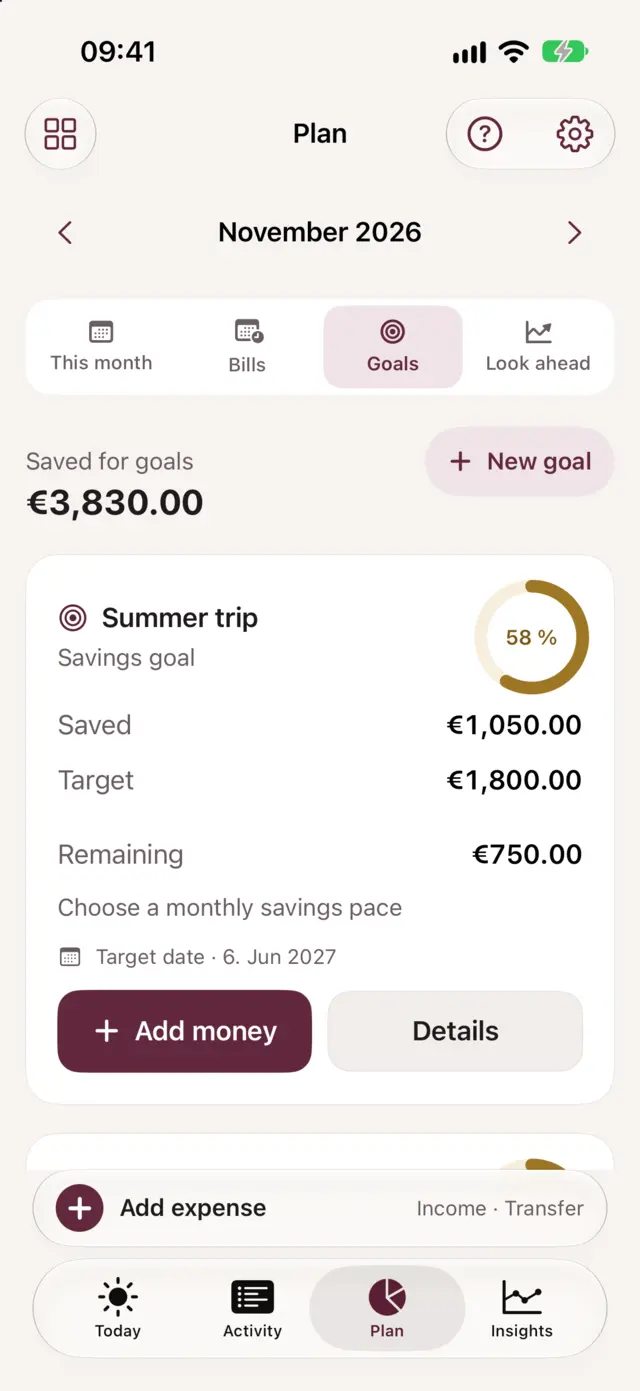 09:41
Plan
?
November 2026
This month
Bills
Goals
Look ahead
Saved for goals
+ New goal
€3,830.00
Summer trip
58 %
Savings goal
Saved €1,050.00
Target €1,800.00
Remaining €750.00
Choose a monthly savings pace
Target date · 6. Jun 2027
+ Add money
Details
+ Add expense Income · Transfer
Today
Activity
Plan
Insights